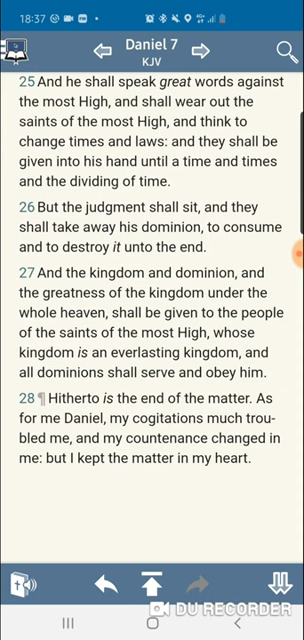 18:37
Daniel 7
KJV
25 And he shall speak great words against
the most High, and shall wear out the
saints of the most High, and think to
change times and laws: and they shall be
given into his hand until a time and times
and the dividing of time.
26 But the judgment shall sit, and they
shall take away his dominion, to consume
and to destroy it unto the end.
27 And the kingdom and dominion, and
the greatness of the kingdom under the
whole heaven, shall be given to the people
of the saints of the most High, whose
kingdom is an everlasting kingdom, and
all dominions shall serve and obey him.
28 ¶ Hitherto is the end of the matter. As
for me Daniel, my cogitations much trou-
bled me, and my countenance changed in
me: but I kept the matter in my heart.
DU RECORDER